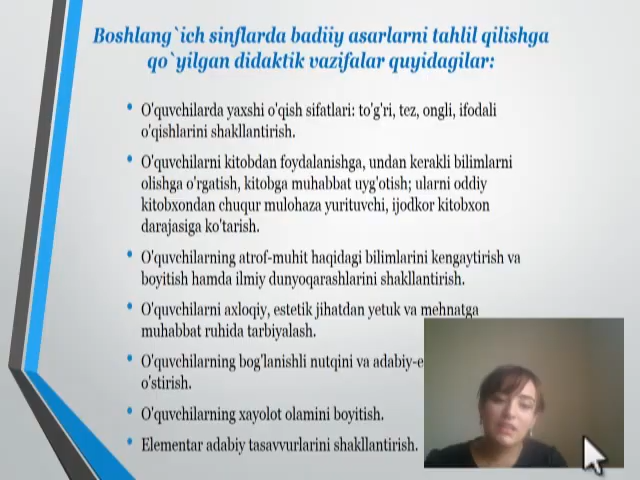 Boshlang`ich sinflarda badiiy asarlarni tahlil qilishga
qo`yilgan didaktik vazifalar quyidagilar:
• O'quvchilarda yaxshi o'qish sifatlari: to'g'ri, tez, ongli, ifodali
o'qishlarini shakllantirish.
• O'quvchilarni kitobdan foydalanishga, undan kerakli bilimlarni
olishga o'rgatish, kitobga muhabbat uyg'otish; ularni oddiy
kitobxondan chuqur mulohaza yurituvchi, ijodkor kitobxon
darajasiga ko'tarish.
• O'quvchilarning atrof-muhit haqidagi bilimlarini kengaytirish va
boyitish hamda ilmiy dunyoqarashlarini shakllantirish.
• O'quvchilarni axloqiy, estetik jihatdan yetuk va mehnatga
muhabbat ruhida tarbiyalash.
• O'quvchilarning bog'lanishli nutqini va adabiy-e
o'stirish.
• O'quvchilarning xayolot olamini boyitish.
• Elementar adabiy tasavvurlarini shakllantirish.